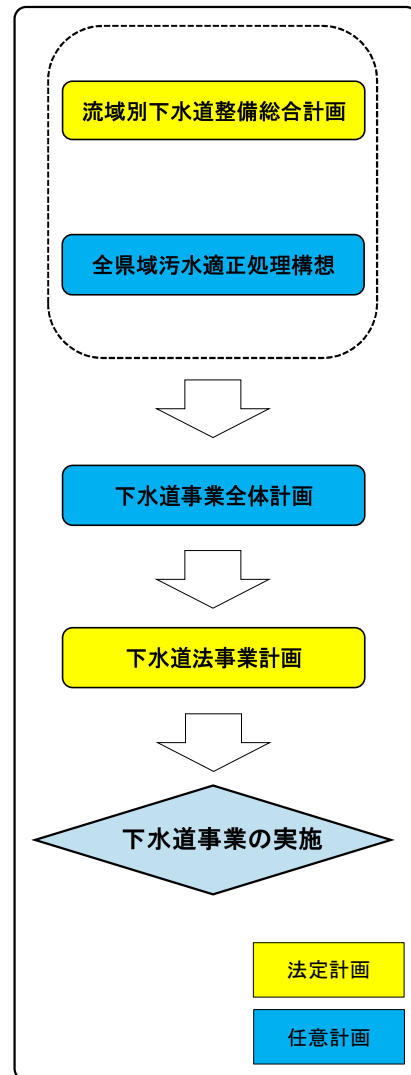 流域別下水道整備総合計画
全県域汚水適正処理構想
下水道事業全体計画
下水道法事業計画
下水道事業の実施
法定計画
任意計画